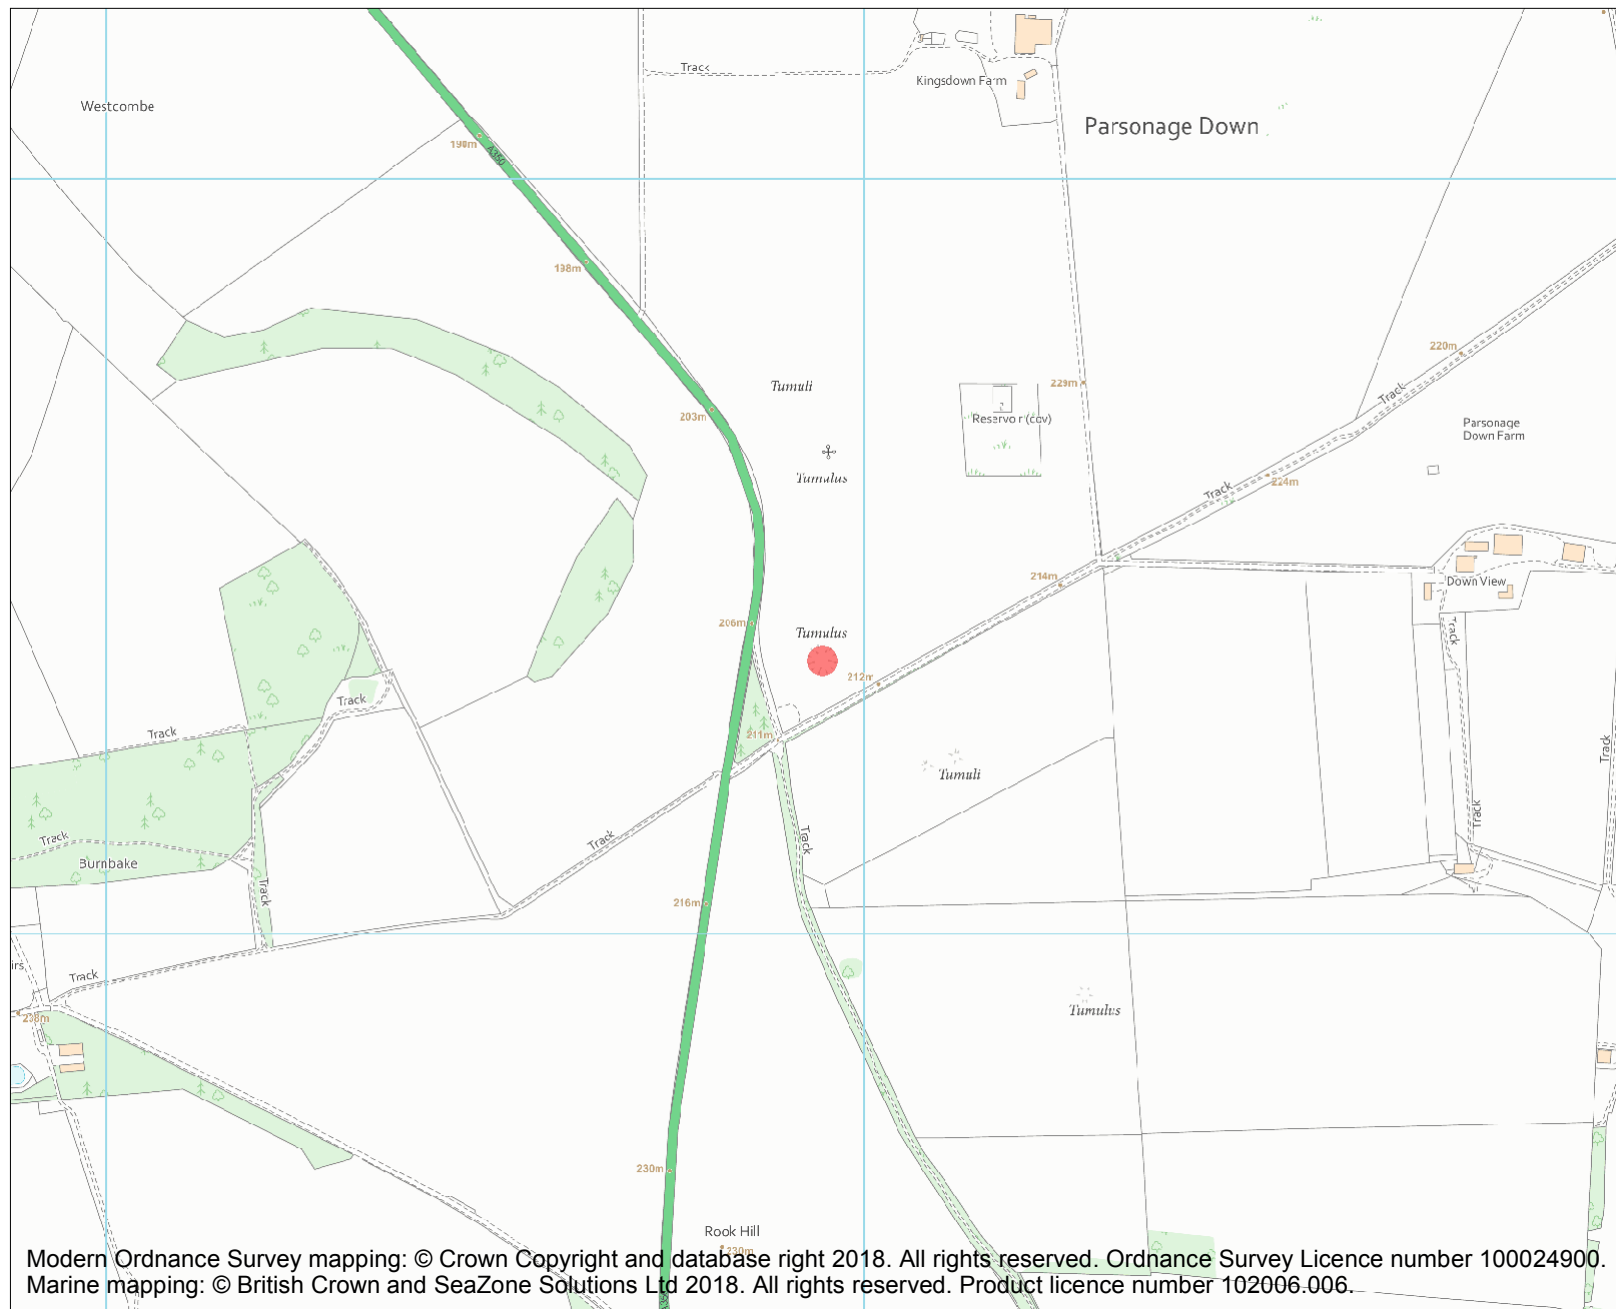 Track
Kingsdown Farm
Westcombe
Parsonage Down
A350
198m
220m
Tumuli
229m
Track
203m
Reservoir (cov)
Parsonage
Down Farm
Tumulus
224m
Track
214m
Down View
206m
Tumulus
Track
212m
Track
Track
211m
Track
Tumuli
Track
Track
Track
Track
Burnbake
Track
216m
irs
Track
Tumulus
238m
230m
Rook Hill
230m
Modern Ordnance Survey mapping: © Crown Copyright and database right 2018. All rights reserved. Ordnance Survey Licence number 100024900.
Marine mapping: © British Crown and SeaZone Solutions Ltd 2018. All rights reserved. Product licence number 102006.006.